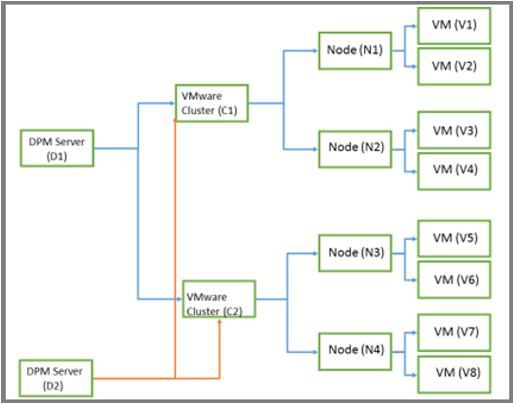 DPM Server
(D1)
DPM Server
(D2)
VMware
Cluster (C1)
VMware
Cluster (C2)
Node (N1)
Node (N2)
Node (N3)
Node (N4)
VM (V1)
VM (V2)
VM (V3)
VM (V4)
VM (V5)
VM (V6)
VM (V7)
VM (V8)